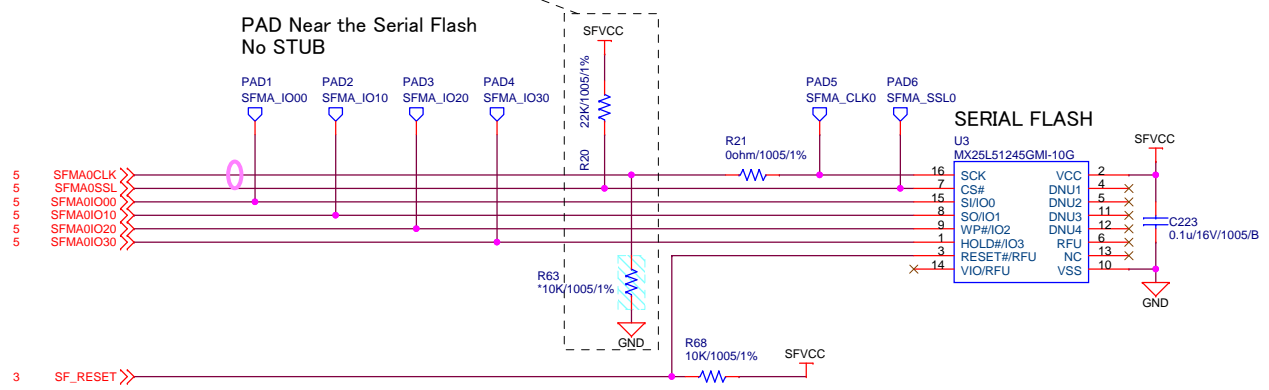 PAD Near the Serial Flash
No STUB
SFVCC
PAD1
SFMA_IO00
PAD2
SFMA_IO10
PAD3
SFMA_IO20
PAD4
SFMA_IO30
22K/1005/1%
R20
PAD5
SFMA_CLK0
PAD6
SFMA_SSL0
SERIAL FLASH
U3
MX25L51245GMI-10G
SFVCC
R21
0ohm/1005/1%
5 SFMA0CLK
5 SFMA0SSL
5 SFMA0IO00
5 SFMA0IO10
5 SFMA0IO20
5 SFMA0IO30
16 SCK VCC 2
7 CS# DNU1 4
15 SI/IO0 DNU2 5
8 SO/IO1 DNU3 11
9 WP#/IO2 DNU4 12
1 HOLD#/IO3 RFU 6
3 RESET#/RFU NC 13
14 VIO/RFU VSS 10
C223
0.1u/16V/1005/B
GND
R63
*10K/1005/1%
GND
R68
10K/1005/1%
SFVCC
3 SF_RESET